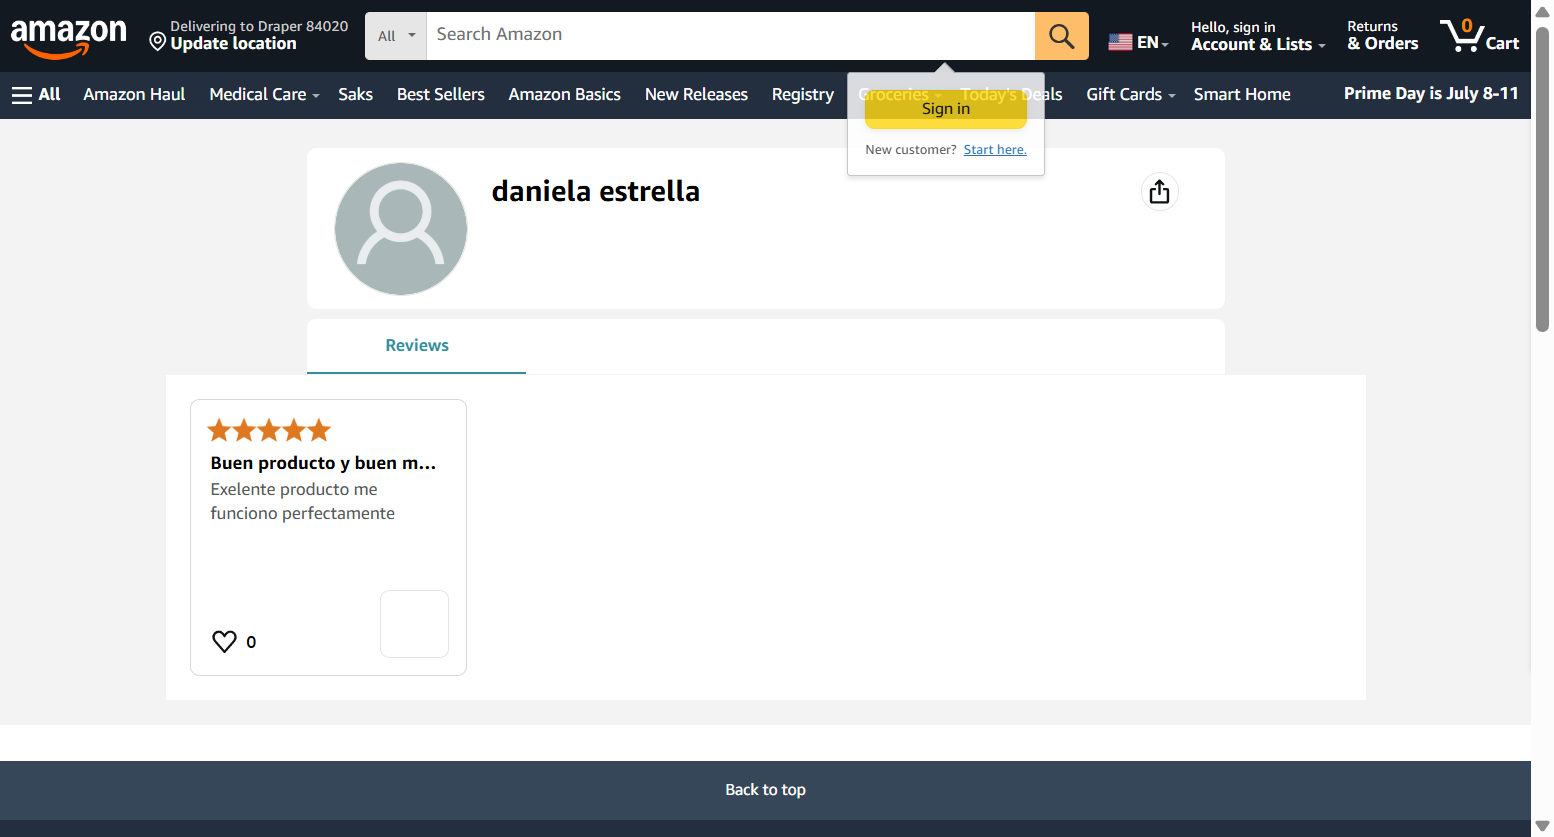 amazon
Delivering to Draper 84020
Update location
All
Search Amazon
EN
Hello, sign in
Account & Lists
Returns
& Orders
0
Cart
All
Amazon Haul
Medical Care
Saks
Best Sellers
Amazon Basics
New Releases
Registry
Groceries
Today's Deals
Gift Cards
Smart Home
Prime Day is July 8-11
Sign in
New customer? Start here.
daniela estrella
Reviews
Buen producto y buen m...
Exelente producto me
funciono perfectamente
0
Back to top